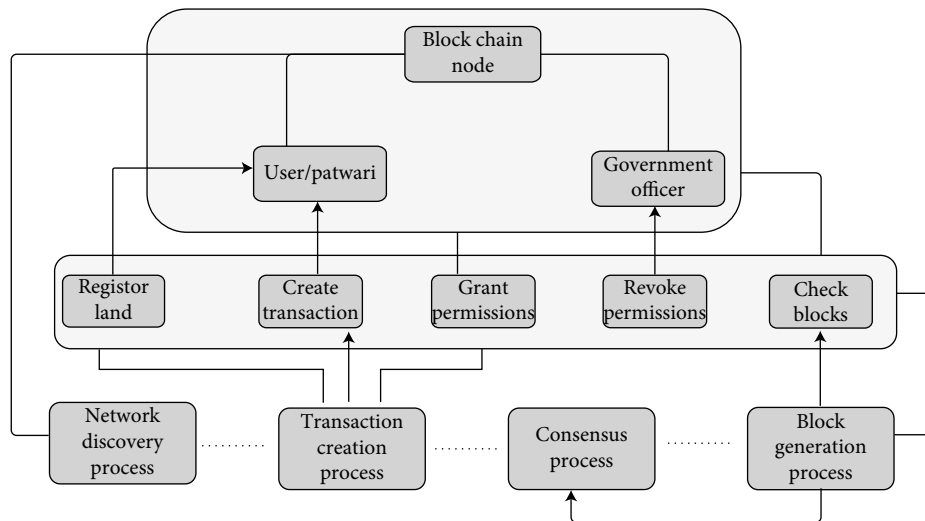 Block chain
node
User/patwari
Government
officer
Registor
land
Create
transaction
Grant
permissions
Revoke
permissions
Check
blocks
Network
discovery
process
Transaction
creation
process
Consensus
process
Block
generation
process